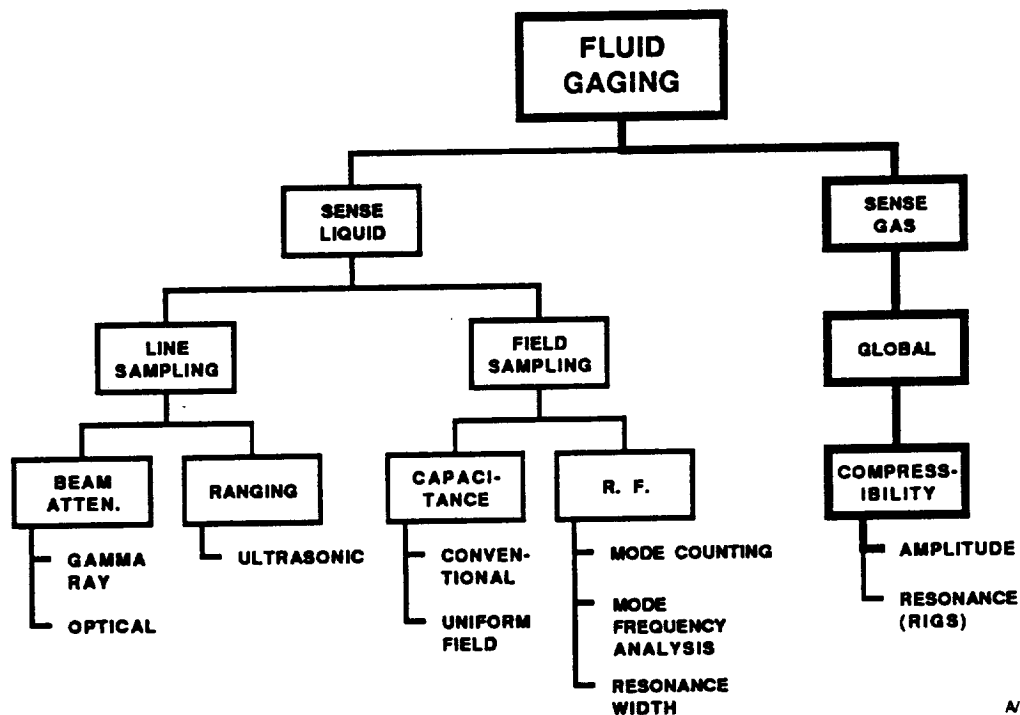 FLUID
GAGING
SENSE
LIQUID
SENSE
GAS
LINE
SAMPLING
FIELD
SAMPLING
GLOBAL
BEAM
ATTEN.
RANGING
CAPACI-
TANCE
R. F.
COMPRESS-
IBILITY
GAMMA
RAY
OPTICAL
ULTRASONIC
CONVEN-
TIONAL
UNIFORM
FIELD
MODE COUNTING
MODE
FREQUENCY
ANALYSIS
RESONANCE
WIDTH
AMPLITUDE
RESONANCE
(RIGS)